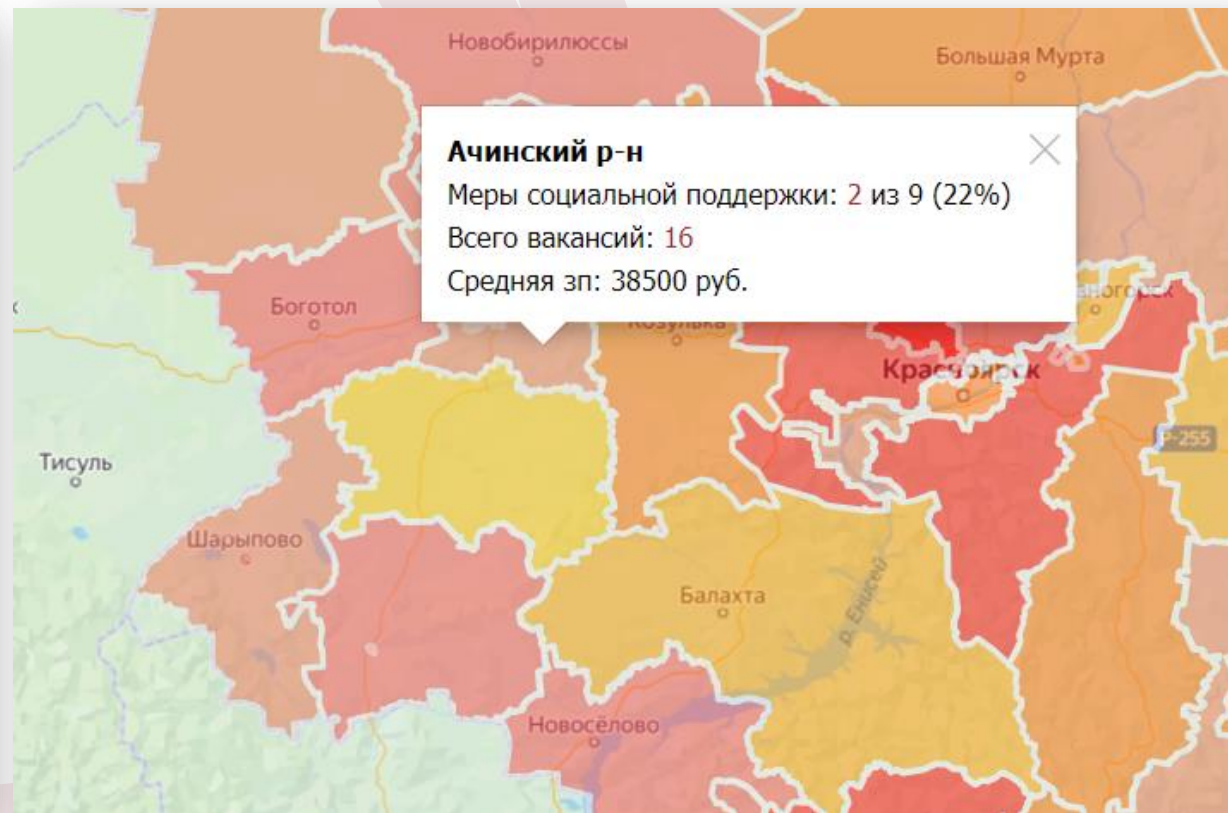 Новобирилюссы
Большая Мурта
Ачинский р-н
Меры социальной поддержки: 2 из 9 (22%)
Всего вакансий: 16
Средняя зп: 38500 руб.
Боготол
Козулька
Красноярск
Р-255
Тисуль
Шарыпово
Балахта
р. Енисей
Новосёлово